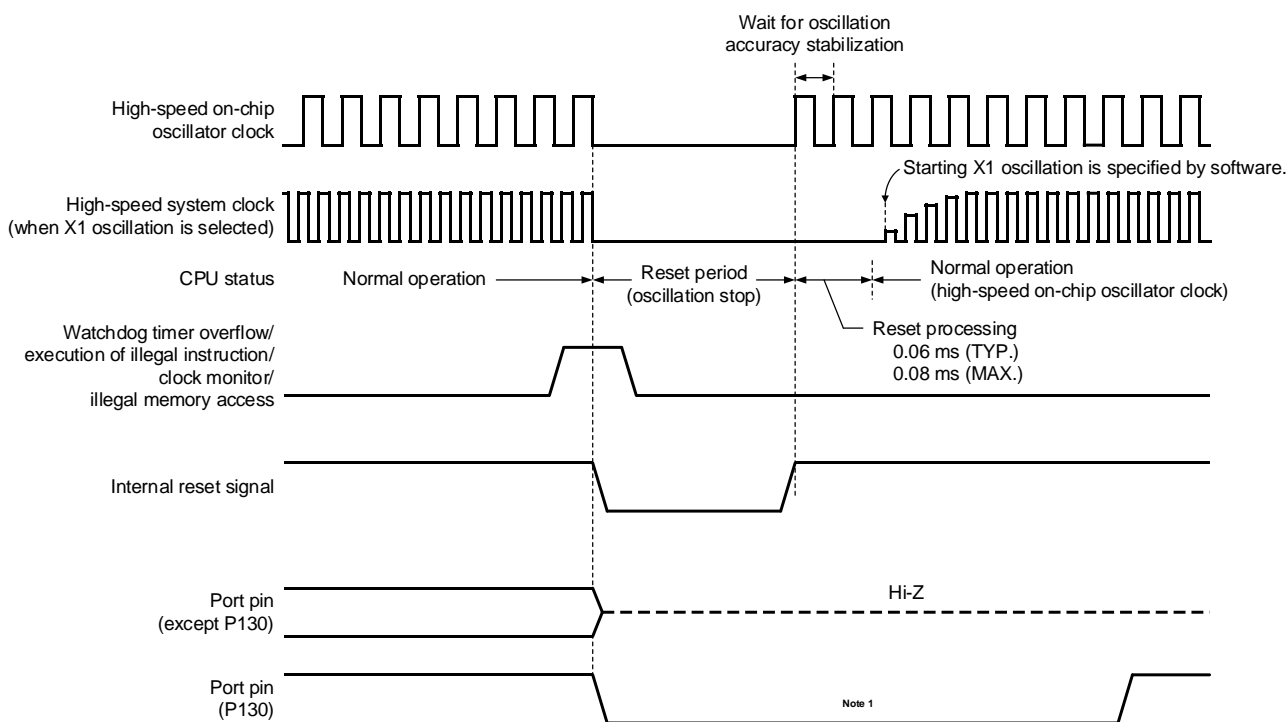 Wait for oscillation
accuracy stabilization
High-speed on-chip
oscillator clock
Starting X1 oscillation is specified by software.
High-speed system clock
(when X1 oscillation is selected)
CPU status
Normal operation
Reset period
(oscillation stop)
Normal operation
(high-speed on-chip oscillator clock)
Reset processing
0.06 ms (TYP.)
0.08 ms (MAX.)
Watchdog timer overflow/
execution of illegal instruction/
clock monitor/
illegal memory access
Internal reset signal
Port pin
(except P130)
Hi-Z
Port pin
(P130)
Note 1